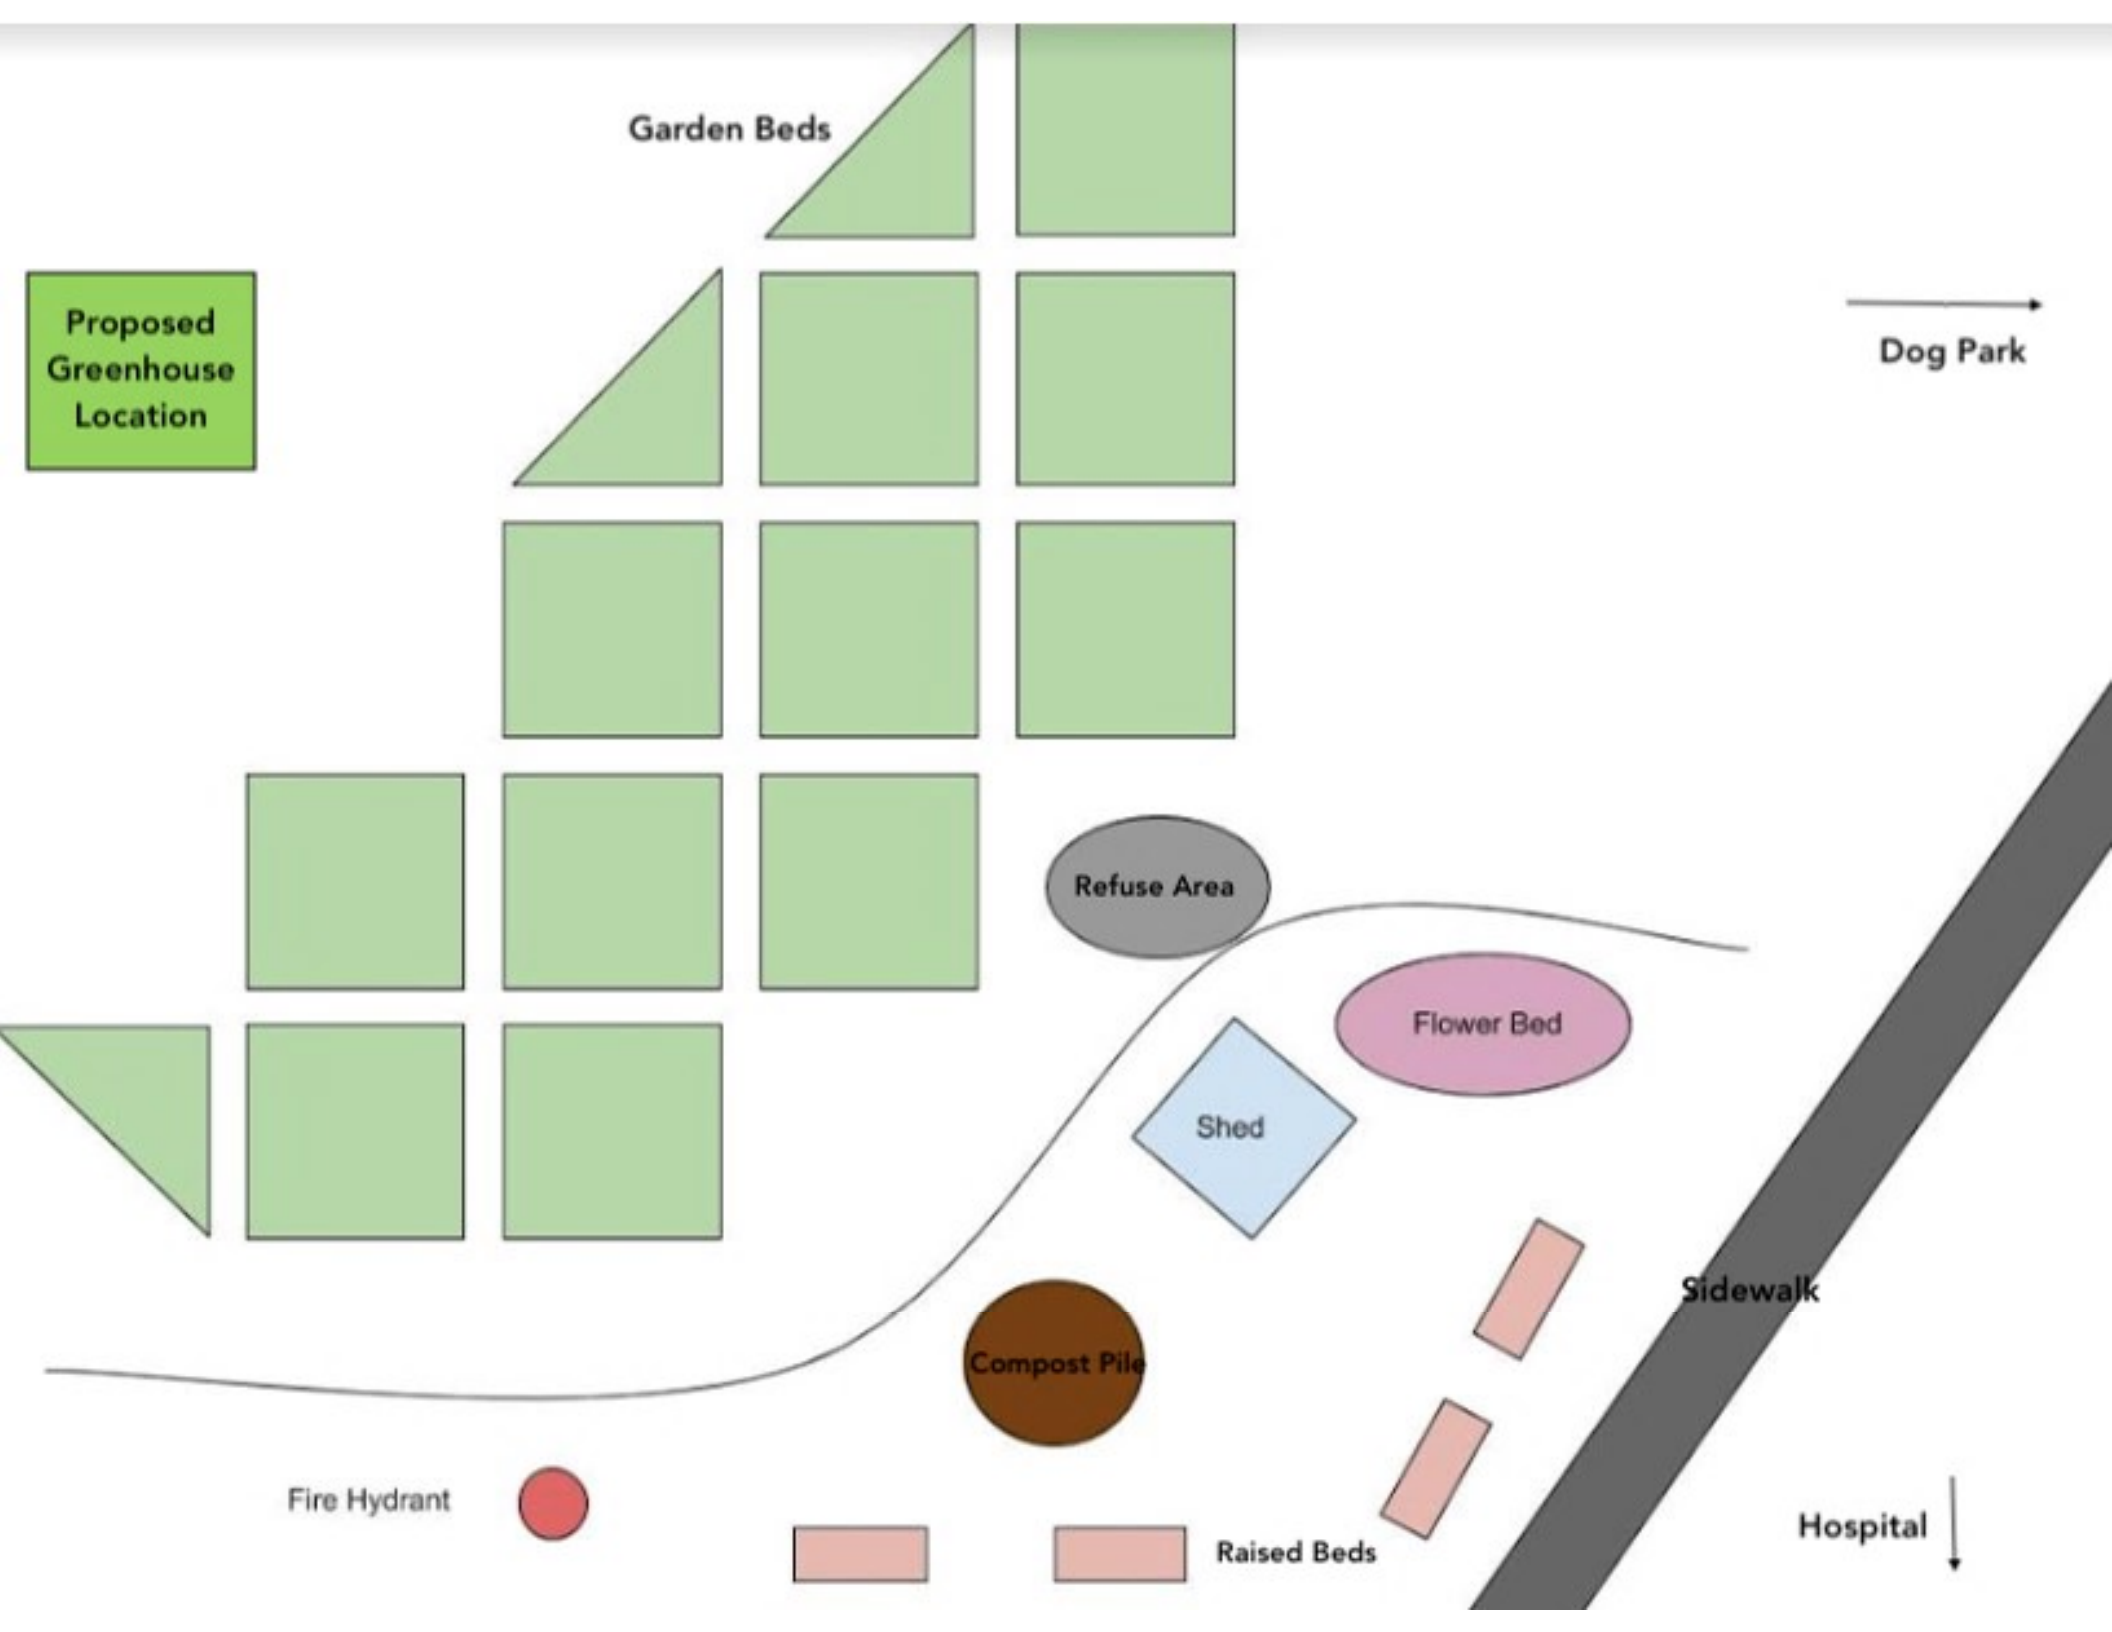 Garden Beds
Proposed
Greenhouse
Location
Dog Park
Refuse Area
Flower Bed
Shed
Sidewalk
Compost Pile
Fire Hydrant
Hospital
Raised Beds